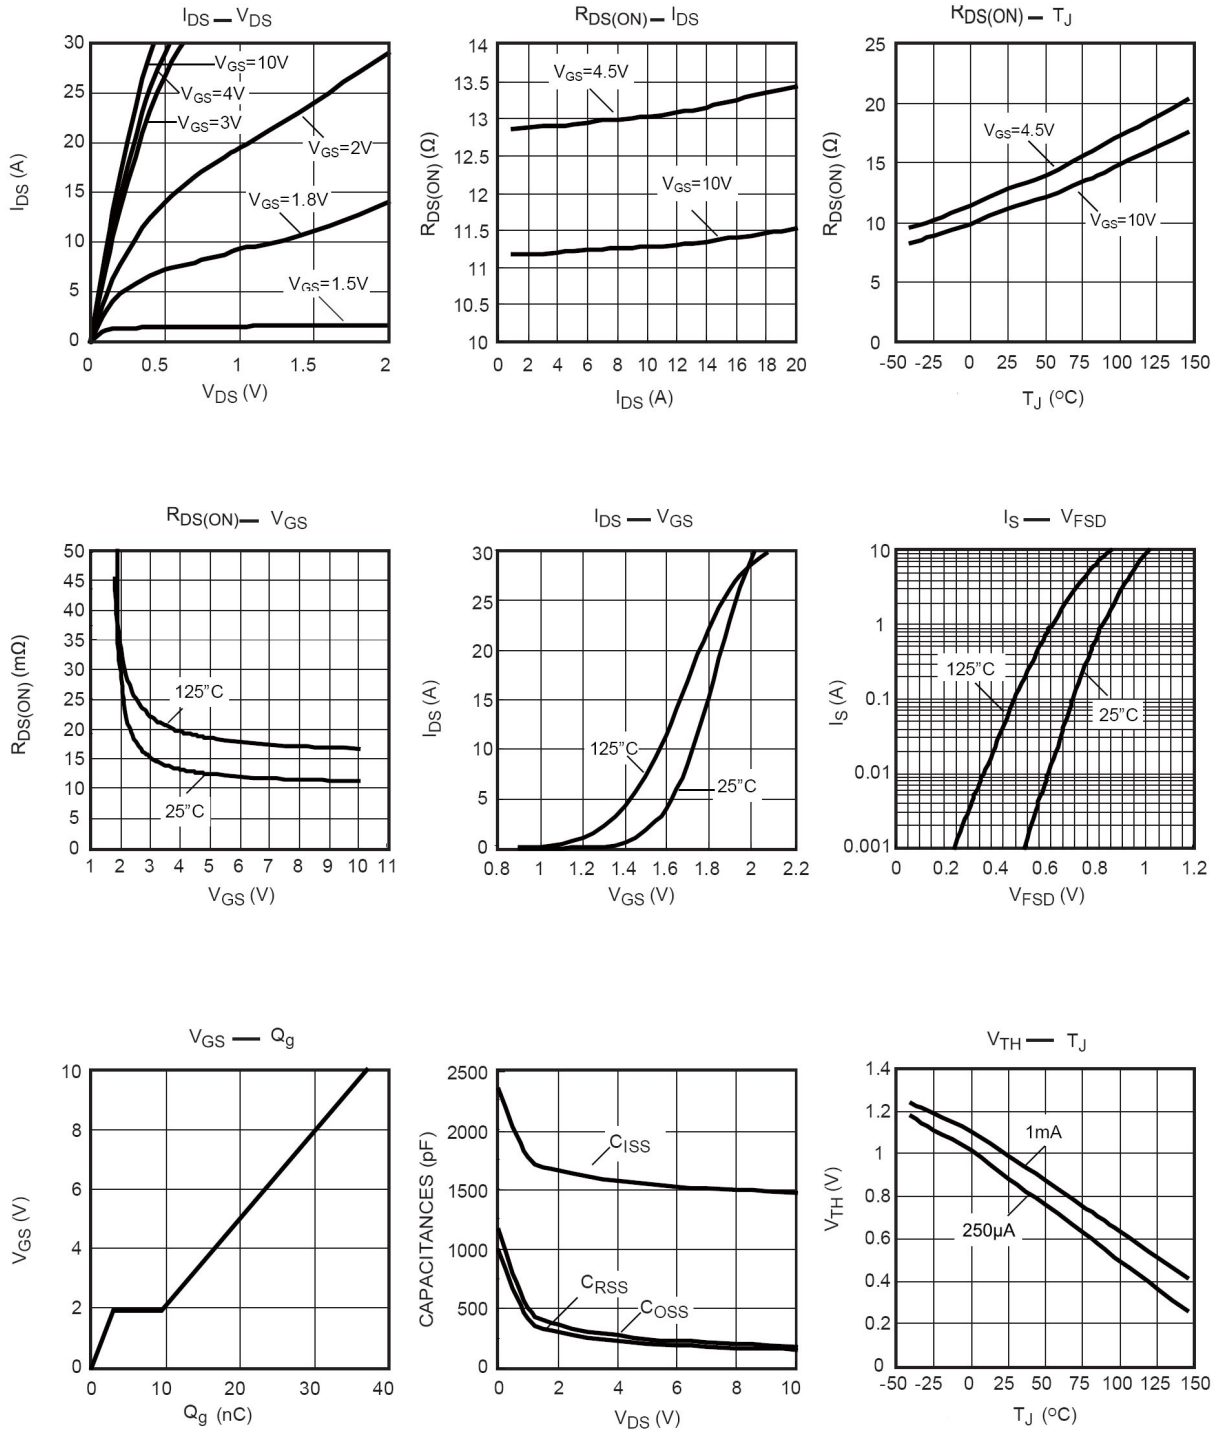 IDS — VDS
30
25
20
15
10
5
0
IDS (A)
VGS=10V
VGS=4V
VGS=3V
VGS=2V
VGS=1.8V
VGS=1.5V
0 0.5 1 1.5 2
VDS (V)
RDS(ON) — IDS
14
13.5
13
12.5
12
11.5
11
10.5
10
RDS(ON) (Ω)
VGS=4.5V
VGS=10V
0 2 4 6 8 10 12 14 16 18 20
IDS (A)
RDS(ON) — TJ
25
20
15
10
5
0
RDS(ON) (Ω)
VGS=4.5V
VGS=10V
-50 -25 0 25 50 75 100 125 150
TJ (°C)
RDS(ON) — VGS
50
45
40
35
30
25
20
15
10
5
0
RDS(ON) (mΩ)
125”C
25”C
1 2 3 4 5 6 7 8 9 10 11
VGS (V)
IDS — VGS
30
25
20
15
10
5
0
IDS (A)
125”C
25”C
0.8 1 1.2 1.4 1.6 1.8 2 2.2
VGS (V)
IS — VFSD
10
1
0.1
0.01
0.001
IS (A)
125”C
25”C
0 0.2 0.4 0.6 0.8 1 1.2
VFSD (V)
VGS — Qg
10
8
6
4
2
0
VGS (V)
0 10 20 30 40
Qg (nC)
2500
2000
1500
1000
500
0
CAPACITANCES (pF)
CISS
CRSS
COSS
0 2 4 6 8 10
VDS (V)
VTH — TJ
1.4
1.2
1
0.8
0.6
0.4
0.2
0
VTH (V)
1mA
250µA
-50 -25 0 25 50 75 100 125 150
TJ (°C)